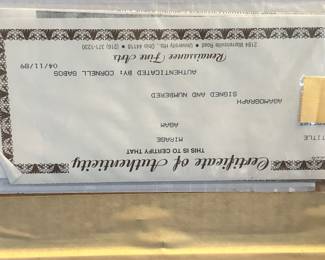 Certificate of Authenticity
THIS IS TO CERTIFY THAT
TITLE
MIRAGE
AGAM
AGAMOGRAPH
SIGNED AND NUMBERED
AUTHENTICATED BY: CORNELL GABOS
04/11/89
Renaissance Fine Arts
2184 Warrensville Road
University Hts., Ohio 44118 • (216) 371-1230